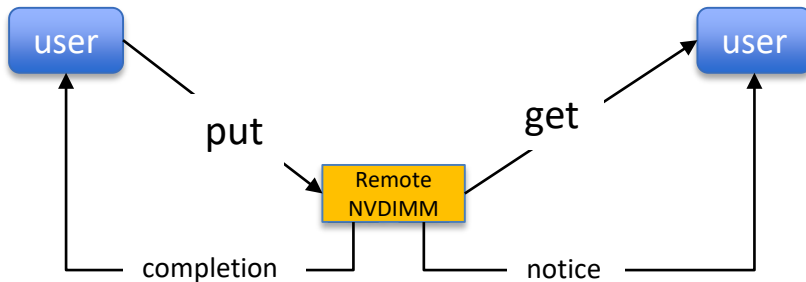 user
user
put
get
Remote
NVDIMM
completion
notice